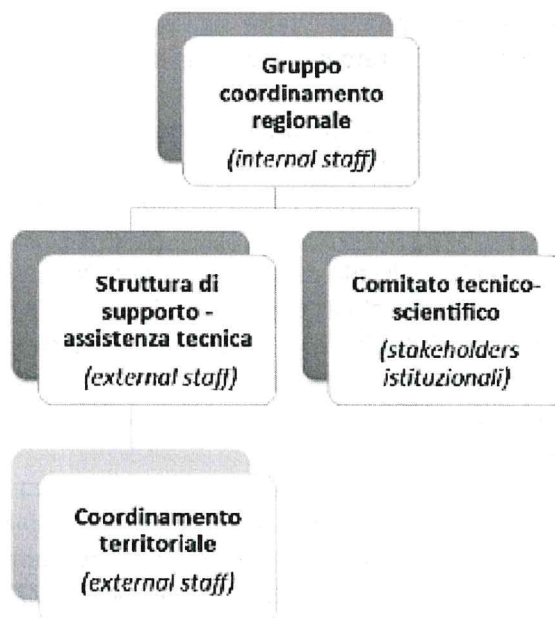 Gruppo
coordinamento
regionale
(internal staff)
Struttura di
supporto -
assistenza tecnica
(external staff)
Comitato tecnico-
scientifico
(stakeholders
istituzionali)
Coordinamento
territoriale
(external staff)